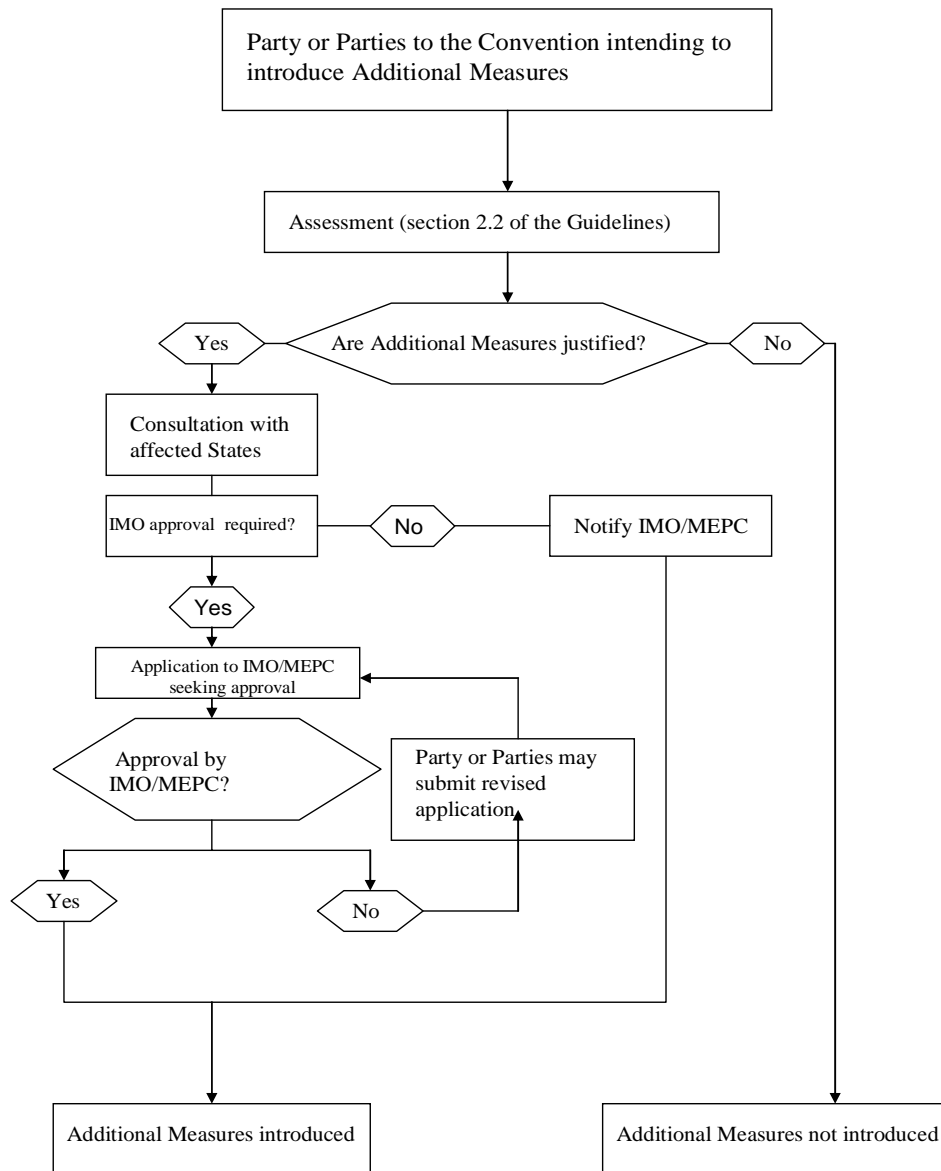 Party or Parties to the Convention intending to
introduce Additional Measures
Assessment (section 2.2 of the Guidelines)
Yes
Are Additional Measures justified?
No
Consultation with
affected States
IMO approval required?
No
Notify IMO/MEPC
Yes
Application to IMO/MEPC
seeking approval
Approval by
IMO/MEPC?
Party or Parties may
submit revised
application
Yes
No
Additional Measures introduced
Additional Measures not introduced